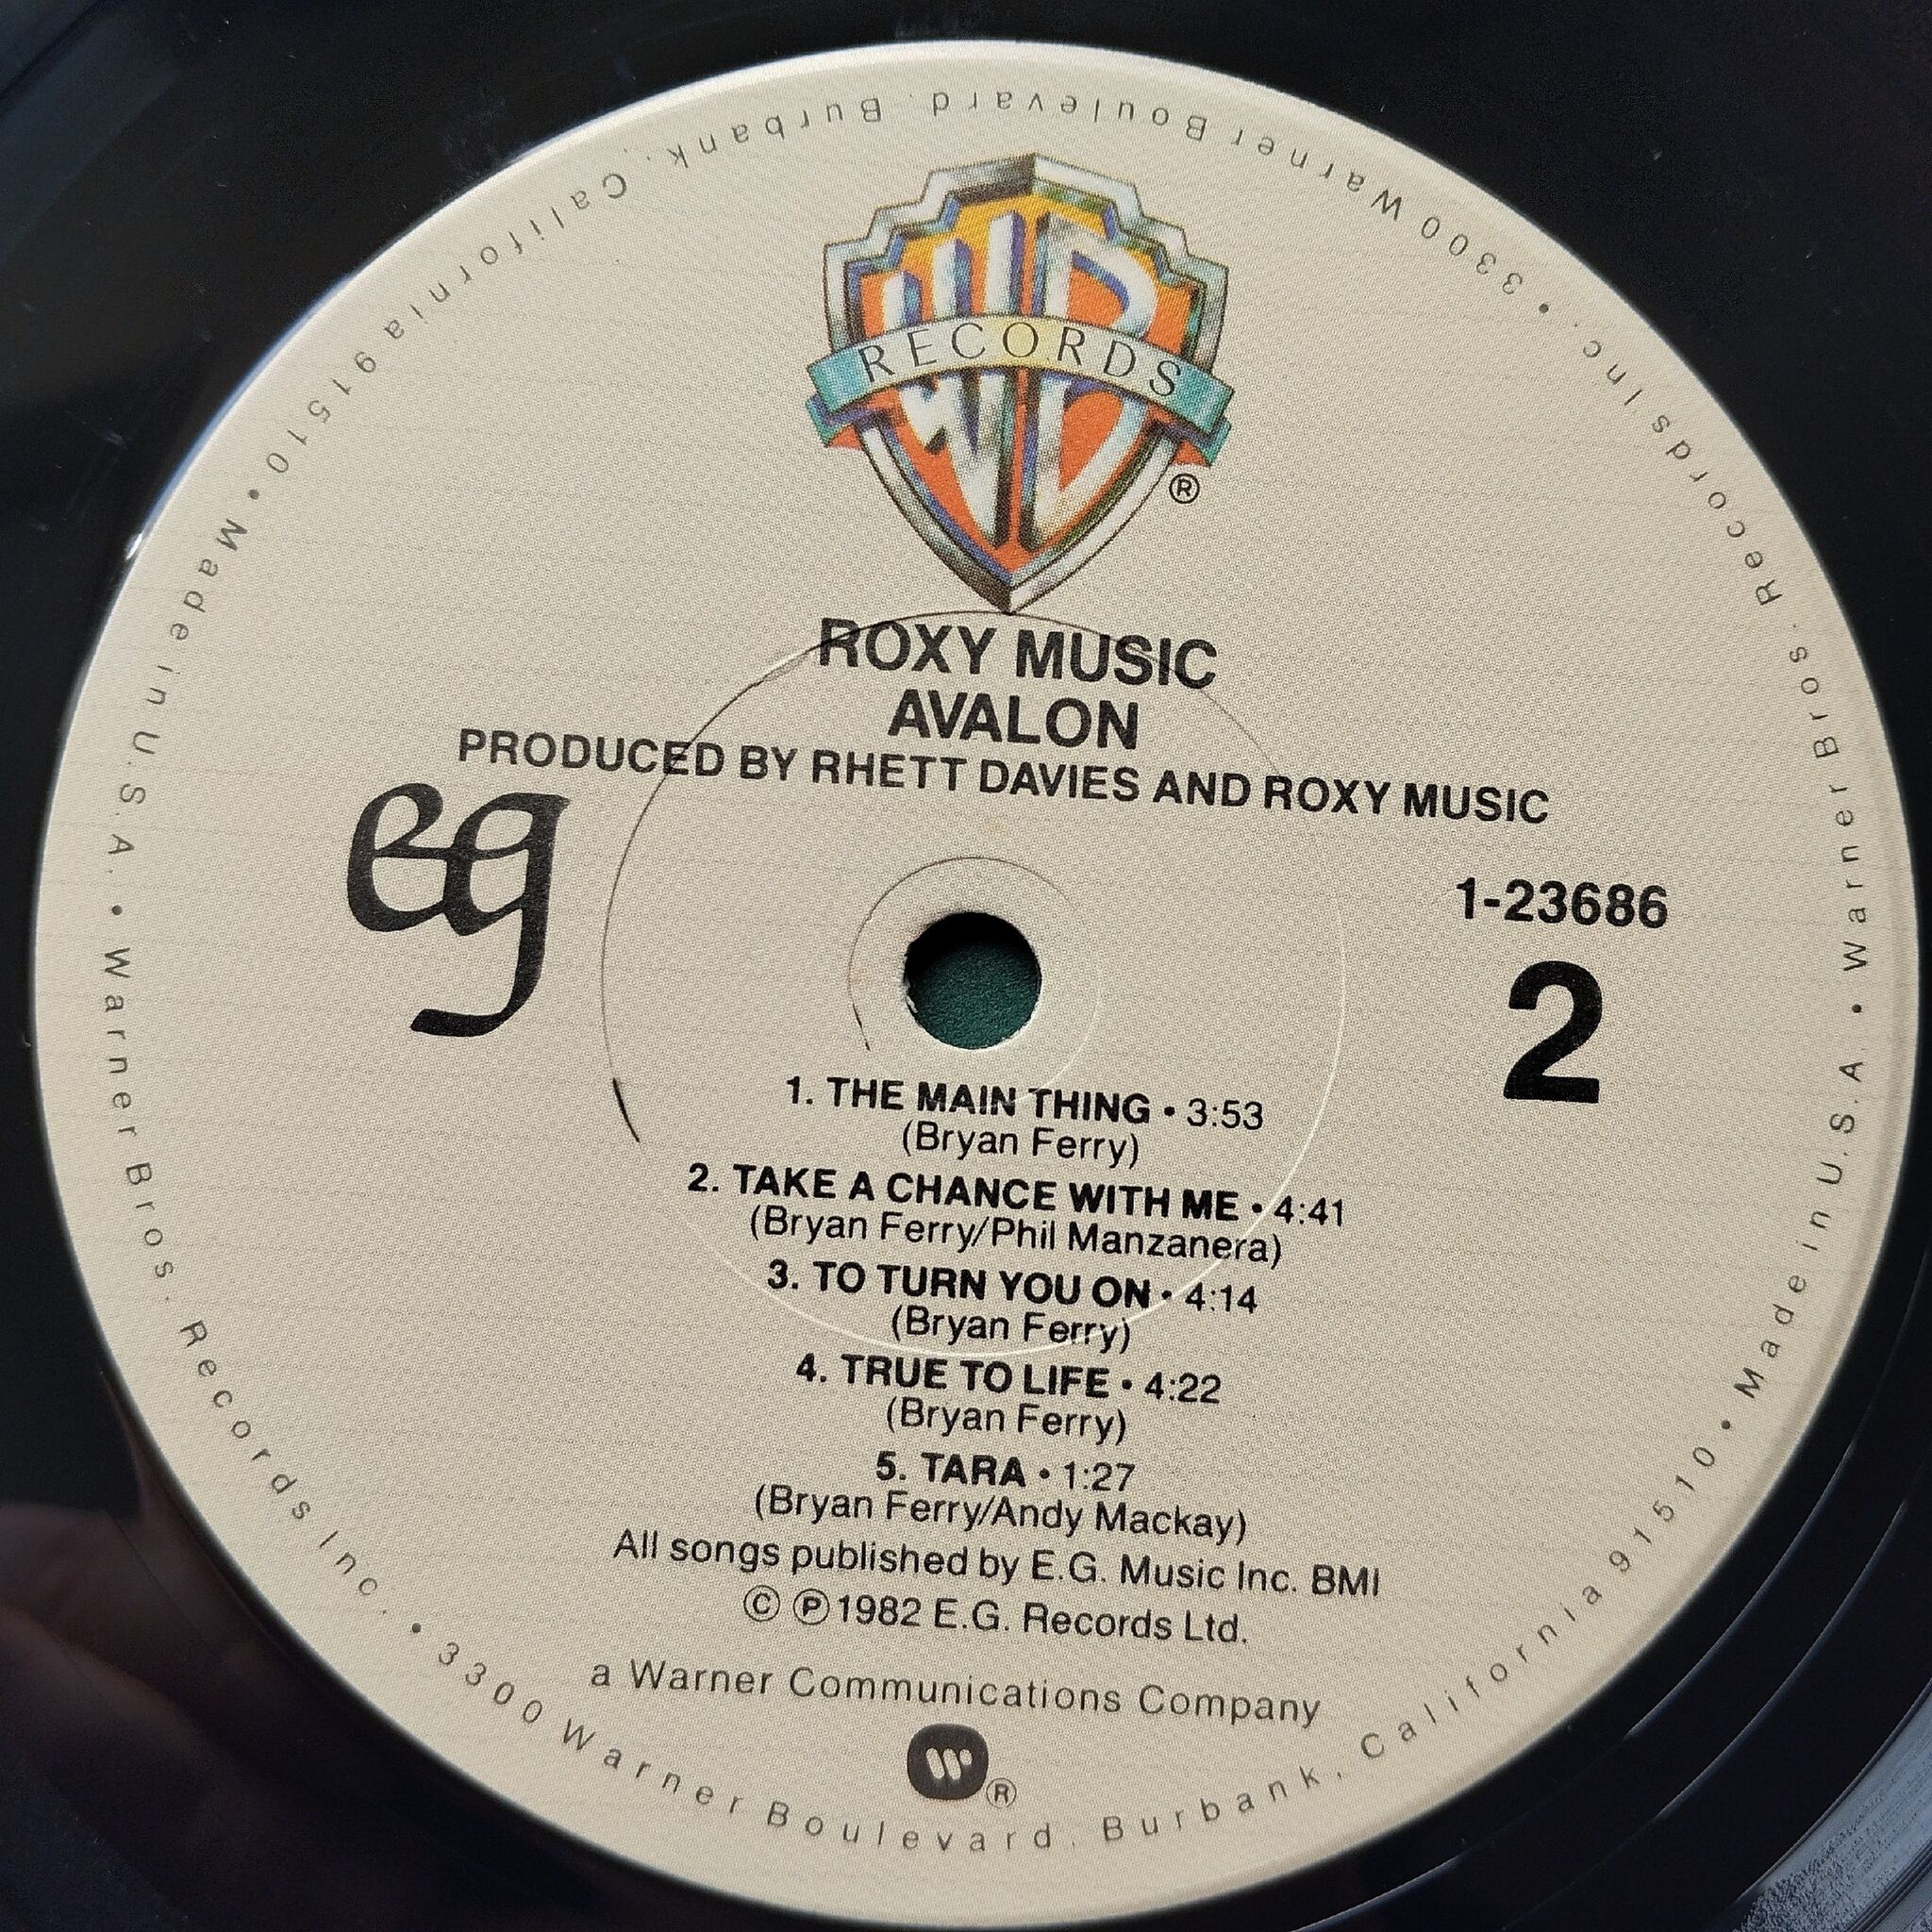 WB
RECORDS
®
ROXY MUSIC
AVALON
PRODUCED BY RHETT DAVIES AND ROXY MUSIC
eg
1-23686
2
1. THE MAIN THING • 3:53
(Bryan Ferry)
2. TAKE A CHANCE WITH ME • 4:41
(Bryan Ferry/Phil Manzanera)
3. TO TURN YOU ON • 4:14
(Bryan Ferry)
4. TRUE TO LIFE • 4:22
(Bryan Ferry)
5. TARA • 1:27
(Bryan Ferry/Andy Mackay)
All songs published by E.G. Music Inc. BMI
© ℗ 1982 E.G. Records Ltd.
a Warner Communications Company
W ®
Warner Bros. Records Inc. • 3300 Warner Boulevard. Burbank, California 91510 • Made in U.S.A. • Warner Bros. Records Inc. • 3300 Warner Boulevard. Burbank, California 91510 • Made in U.S.A. •